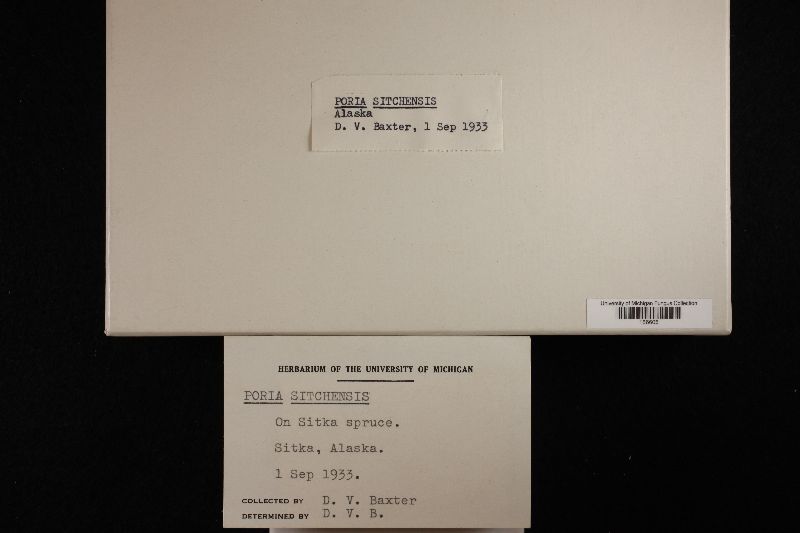 PORIA SITCHENSIS
Alaska
D. V. Baxter, 1 Sep 1933
University of Michigan Fungus Collection
HERBARIUM OF THE UNIVERSITY OF MICHIGAN
PORIA SITCHENSIS
On Sitka spruce.
Sitka, Alaska.
1 Sep 1933.
COLLECTED BY D. V. Baxter
DETERMINED BY D. V. B.